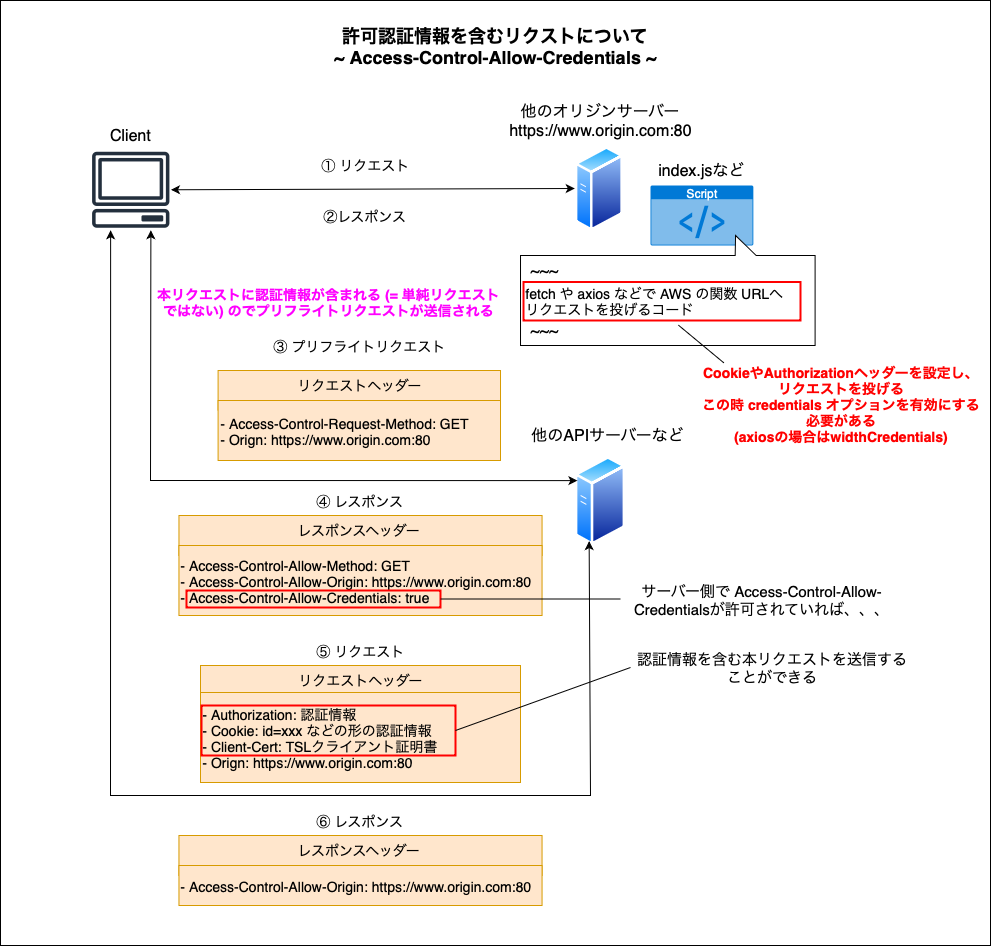 許可認証情報を含むリクストについて
~ Access-Control-Allow-Credentials ~
他のオリジンサーバー
https://www.origin.com:80
Client
① リクエスト
②レスポンス
index.jsなど
Script
</>
~~~
fetch や axios などで AWS の関数 URLへ
リクエストを投げるコード
~~~
本リクエストに認証情報が含まれる (= 単純リクエスト
ではない) のでプリフライトリクエストが送信される
③ プリフライトリクエスト
リクエストヘッダー
- Access-Control-Request-Method: GET
- Orign: https://www.origin.com:80
CookieやAuthorizationヘッダーを設定し、
リクエストを投げる
この時 credentials オプションを有効にする
必要がある
(axiosの場合はwidthCredentials)
他のAPIサーバーなど
④ レスポンス
レスポンスヘッダー
- Access-Control-Allow-Method: GET
- Access-Control-Allow-Origin: https://www.origin.com:80
- Access-Control-Allow-Credentials: true
サーバー側で Access-Control-Allow-
Credentialsが許可されていれば、、、
⑤ リクエスト
リクエストヘッダー
- Authorization: 認証情報
- Cookie: id=xxx などの形の認証情報
- Client-Cert: TSLクライアント証明書
- Orign: https://www.origin.com:80
認証情報を含む本リクエストを送信する
ことができる
⑥ レスポンス
レスポンスヘッダー
- Access-Control-Allow-Origin: https://www.origin.com:80